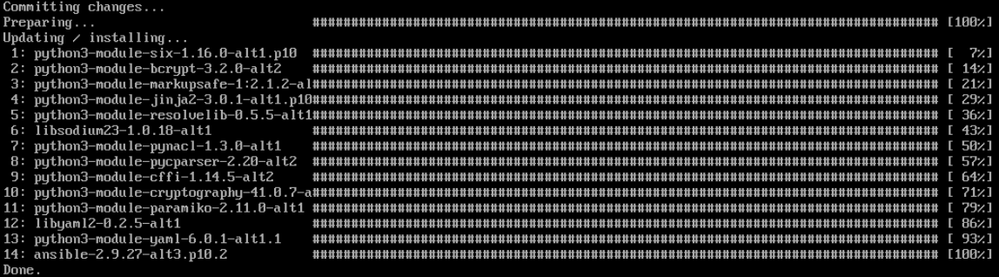 Committing changes...
Preparing... ################################################################################ [100%]
Updating / installing...
1: python3-module-six-1.16.0-alt1.p10 ################################################################################ [ 7%]
2: python3-module-bcrypt-3.2.0-alt2 ################################################################################ [ 14%]
3: python3-module-markupsafe-1:2.1.2-al################################################################################ [ 21%]
4: python3-module-jinja2-3.0.1-alt1.p10################################################################################ [ 29%]
5: python3-module-resolvelib-0.5.5-alt1################################################################################ [ 36%]
6: libsodium23-1.0.18-alt1 ################################################################################ [ 43%]
7: python3-module-pynacl-1.3.0-alt1 ################################################################################ [ 50%]
8: python3-module-pycparser-2.20-alt2 ################################################################################ [ 57%]
9: python3-module-cffi-1.14.5-alt2 ################################################################################ [ 64%]
10: python3-module-cryptography-41.0.7-a################################################################################ [ 71%]
11: python3-module-paramiko-2.11.0-alt1 ################################################################################ [ 79%]
12: libyaml2-0.2.5-alt1 ################################################################################ [ 86%]
13: python3-module-yaml-6.0.1-alt1.1 ################################################################################ [ 93%]
14: ansible-2.9.27-alt3.p10.2 ################################################################################ [100%]
Done.